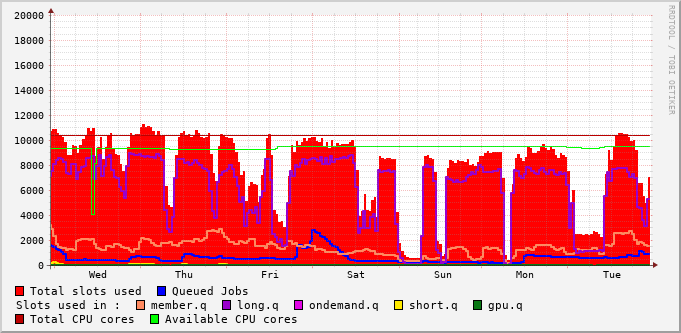 RRDTOOL / TOBI OETIKER
20000
18000
16000
14000
12000
10000
8000
6000
4000
2000
0
Wed Thu Fri Sat Sun Mon Tue
Total slots used Queued Jobs
Slots used in : member.q long.q ondemand.q short.q gpu.q
Total CPU cores Available CPU cores